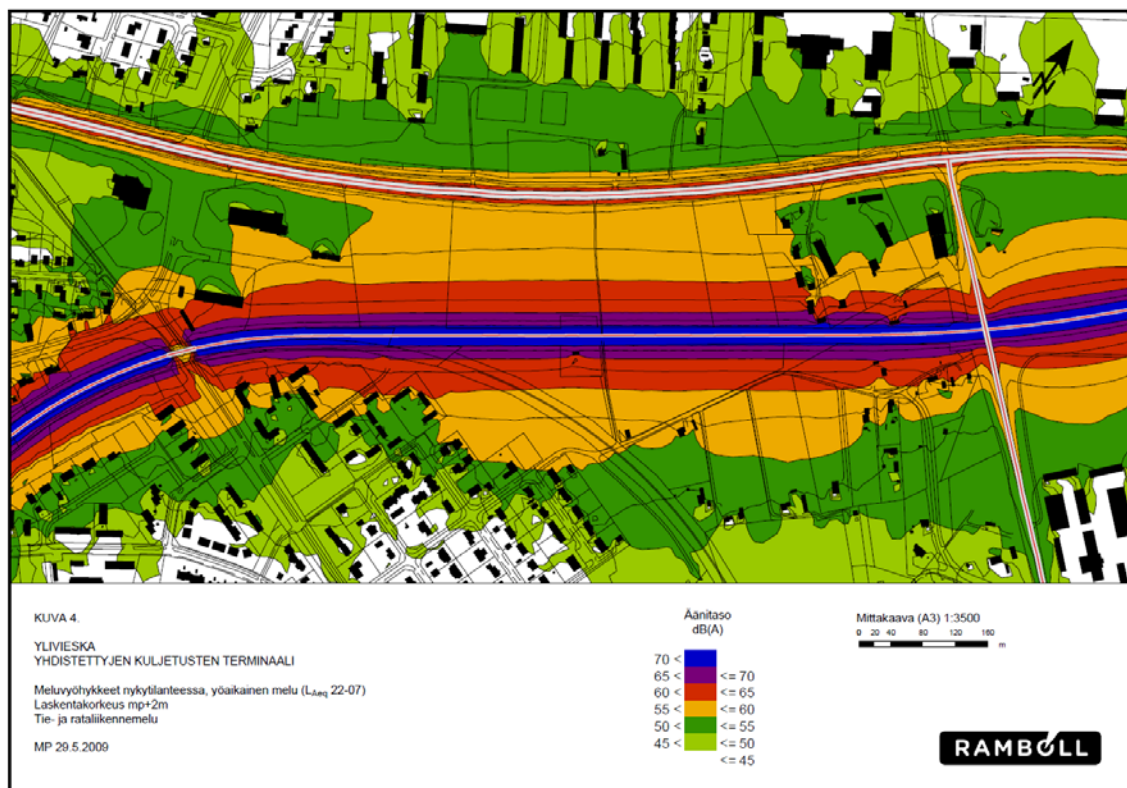 N
KUVA 4.
YLIVIESKA
YHDISTETTYJEN KULJETUSTEN TERMINAALI
Meluvyöhykkeet nykytilanteessa, yöaikainen melu (LAeq 22-07)
Laskentakorkeus mp+2m
Tie- ja rataliikennemelu
MP 29.5.2009
Äänitaso
dB(A)
70 <
65 < <= 70
60 < <= 65
55 < <= 60
50 < <= 55
45 < <= 50
<= 45
Mittakaava (A3) 1:3500
0 20 40 80 120 160
m
RAMBOLL